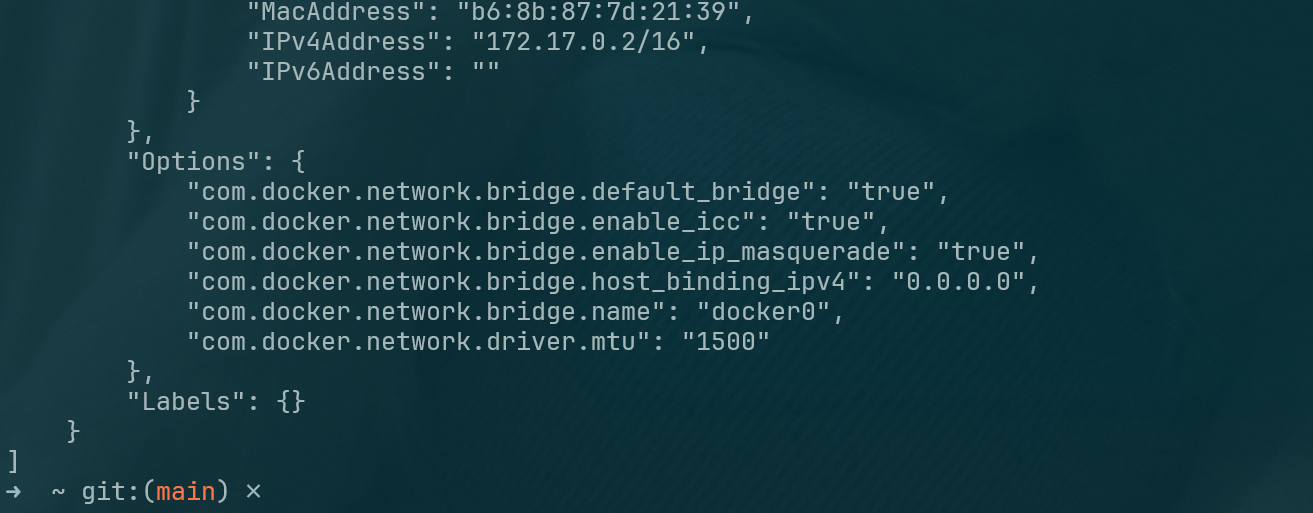 "MacAddress": "b6:8b:87:7d:21:39",
"IPv4Address": "172.17.0.2/16",
"IPv6Address": ""
}
},
"Options": {
"com.docker.network.bridge.default_bridge": "true",
"com.docker.network.bridge.enable_icc": "true",
"com.docker.network.bridge.enable_ip_masquerade": "true",
"com.docker.network.bridge.host_binding_ipv4": "0.0.0.0",
"com.docker.network.bridge.name": "docker0",
"com.docker.network.driver.mtu": "1500"
},
"Labels": {}
}
]
→ ~ git:(main) ×